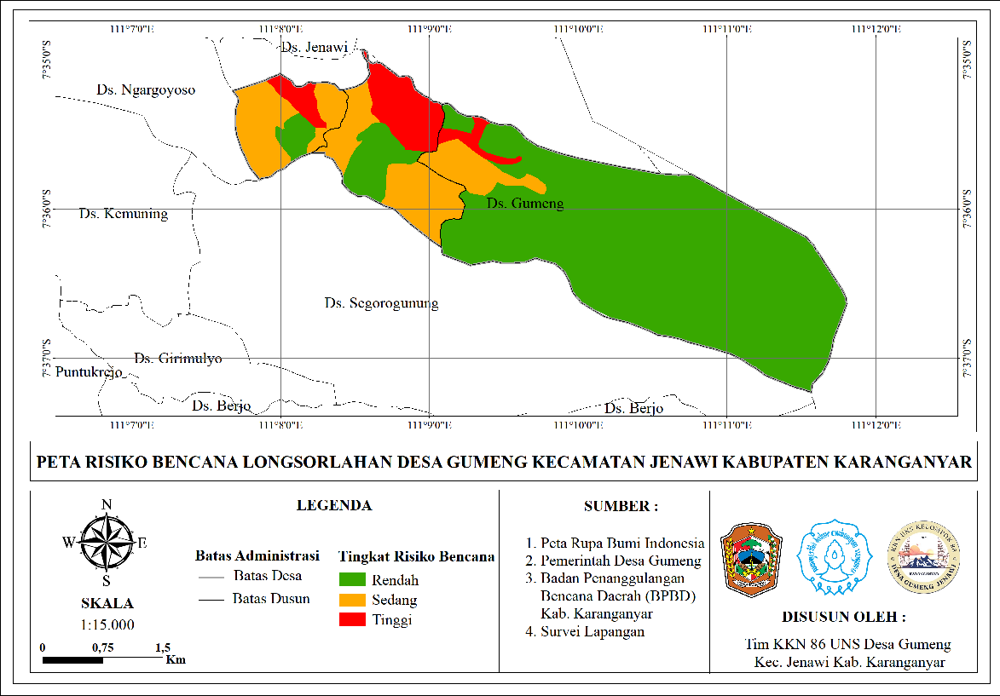 111°7'0"E 111°8'0"E 111°9'0"E 111°10'0"E 111°11'0"E 111°12'0"E
7°35'0"S
7°35'0"S
Ds. Jenawi
Ds. Ngargoyoso
Ds. Gumeng
7°36'0"S
Ds. Kemuning
7°36'0"S
Ds. Segorogunung
7°37'0"S
Ds. Girimulyo
7°37'0"S
Puntukrejo
Ds. Berjo
Ds. Berjo
111°7'0"E 111°8'0"E 111°9'0"E 111°10'0"E 111°11'0"E 111°12'0"E
PETA RISIKO BENCANA LONGSORLAHAN DESA GUMENG KECAMATAN JENAWI KABUPATEN KARANGANYAR
N
W E
S
SKALA
1:15.000
0 0,75 1,5
Km
LEGENDA
Batas Administrasi
Batas Desa
Batas Dusun
Tingkat Risiko Bencana
Rendah
Sedang
Tinggi
SUMBER :
1. Peta Rupa Bumi Indonesia
2. Pemerintah Desa Gumeng
3. Badan Penanggulangan
Bencana Daerah (BPBD)
Kab. Karanganyar
4. Survei Lapangan
DESA GUMENG JENAWI
KARANGANYAR
DISUSUN OLEH :
Tim KKN 86 UNS Desa Gumeng
Kec. Jenawi Kab. Karanganyar